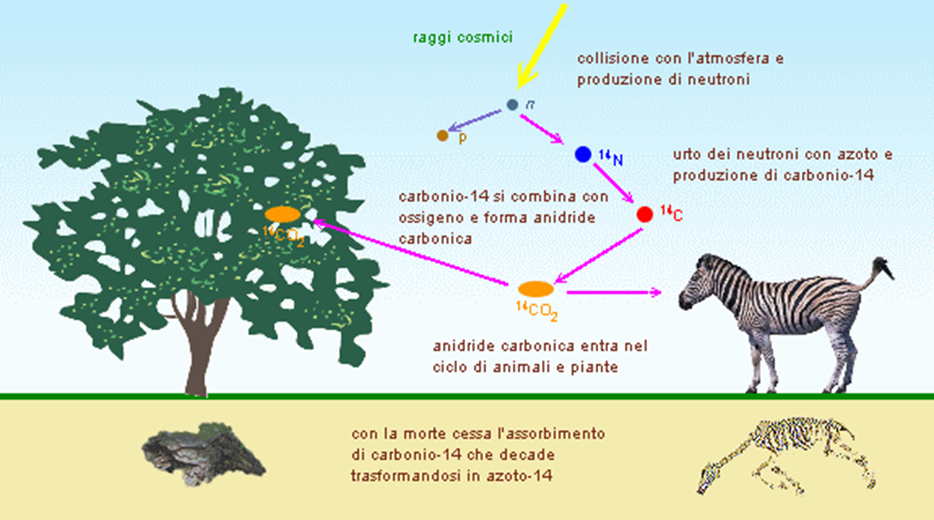 raggi cosmici
collisione con l'atmosfera e
produzione di neutroni
n
p
¹⁴N
urto dei neutroni con azoto e
produzione di carbonio-14
carbonio-14 si combina con
ossigeno e forma anidride
carbonica
¹⁴C
¹⁴CO₂
¹⁴CO₂
anidride carbonica entra nel
ciclo di animali e piante
con la morte cessa l'assorbimento
di carbonio-14 che decade
trasformandosi in azoto-14